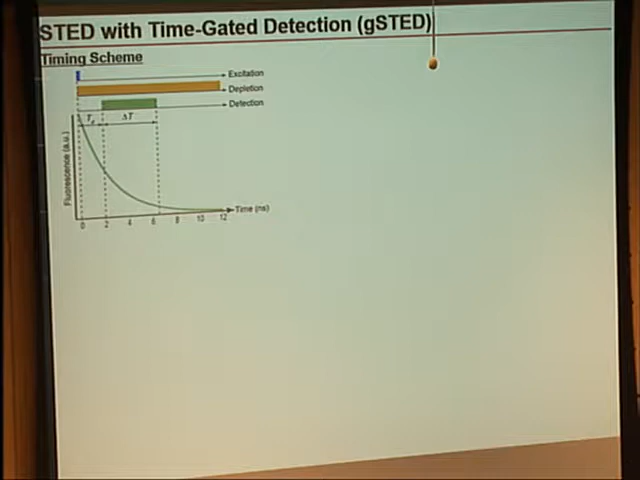 STED with Time-Gated Detection (gSTED)
Timing Scheme
Excitation
Depletion
Detection
Tg ΔT
Fluorescence (a.u.)
0 2 4 6 8 10 12
Time (ns)